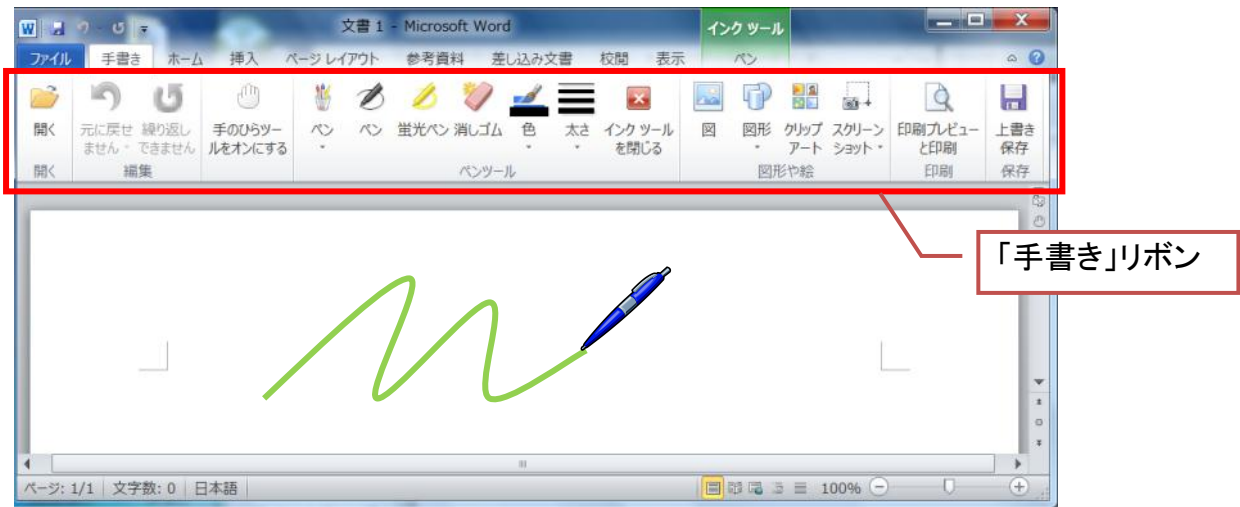 文書 1 - Microsoft Word
インク ツール
ファイル 手書き ホーム 挿入 ページ レイアウト 参考資料 差し込み文書 校閲 表示 ペン
開く
元に戻せ
ません
繰り返し
できません
手のひらツー
ルをオンにする
ペン
ペン
蛍光ペン
消しゴム
色
太さ
インク ツール
を閉じる
図
図形
クリップ
アート
スクリーン
ショット
印刷プレビュー
と印刷
上書き
保存
開く 編集 ペンツール 図形や絵 印刷 保存
「手書き」リボン
ページ: 1/1 文字数: 0 日本語 100%